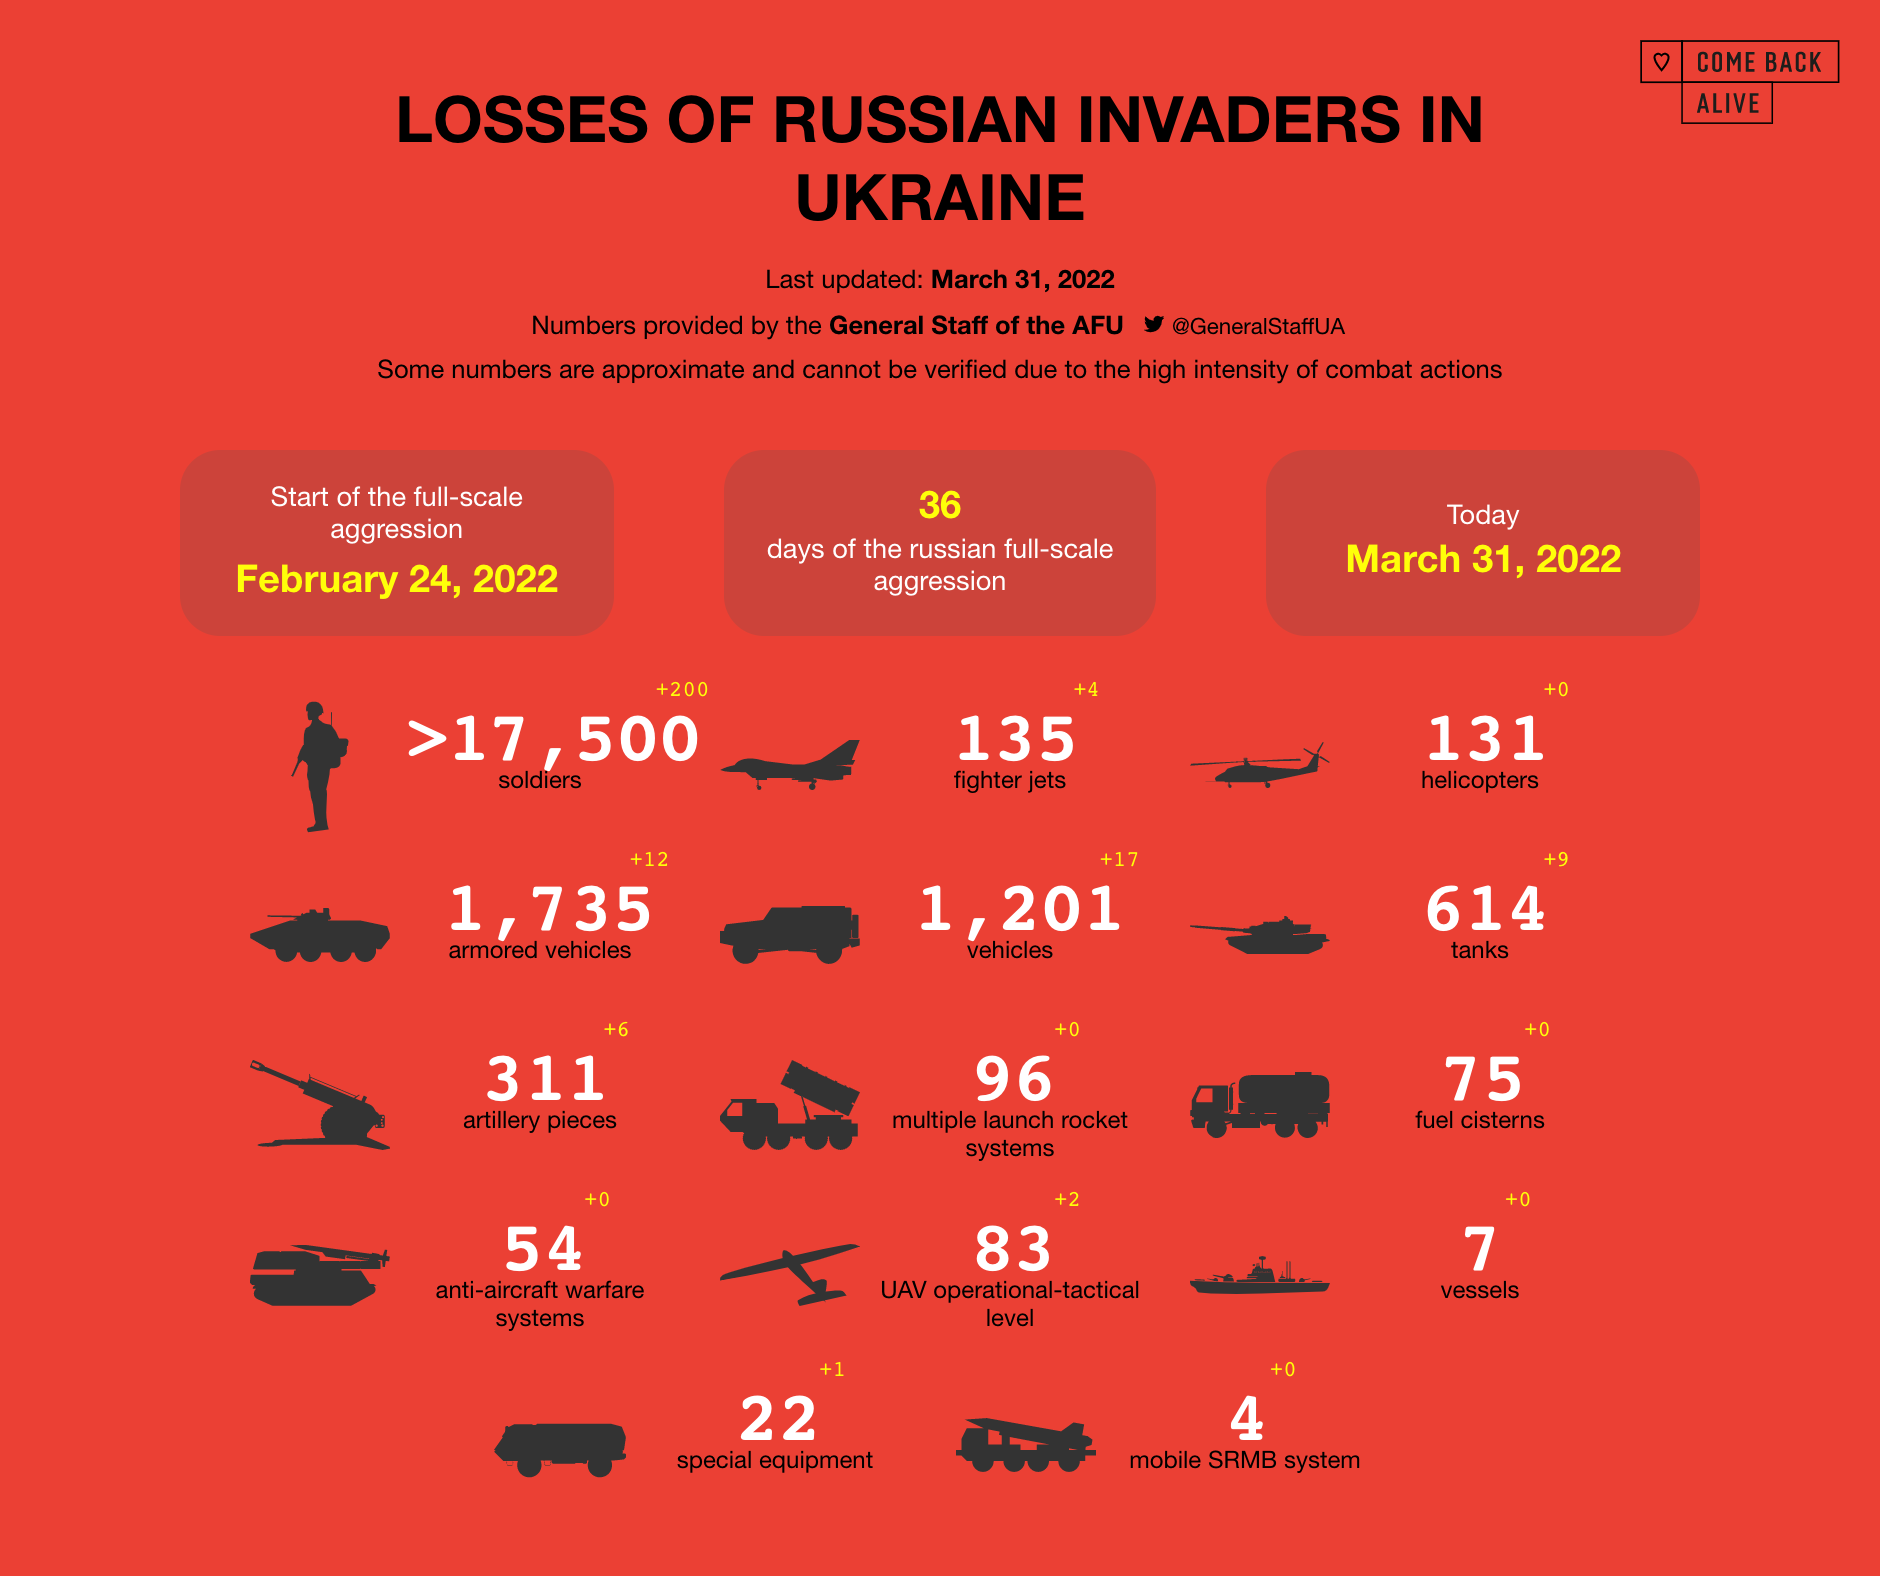 ♡ COME BACK
ALIVE
LOSSES OF RUSSIAN INVADERS IN
UKRAINE
Last updated: March 31, 2022
Numbers provided by the General Staff of the AFU @GeneralStaffUA
Some numbers are approximate and cannot be verified due to the high intensity of combat actions
Start of the full-scale
aggression
February 24, 2022
36
days of the russian full-scale
aggression
Today
March 31, 2022
+200
>17,500
soldiers
+4
135
fighter jets
+0
131
helicopters
+12
1,735
armored vehicles
+17
1,201
vehicles
+9
614
tanks
+6
311
artillery pieces
+0
96
multiple launch rocket
systems
+0
75
fuel cisterns
+0
54
anti-aircraft warfare
systems
+2
83
UAV operational-tactical
level
+0
7
vessels
+1
22
special equipment
+0
4
mobile SRMB system